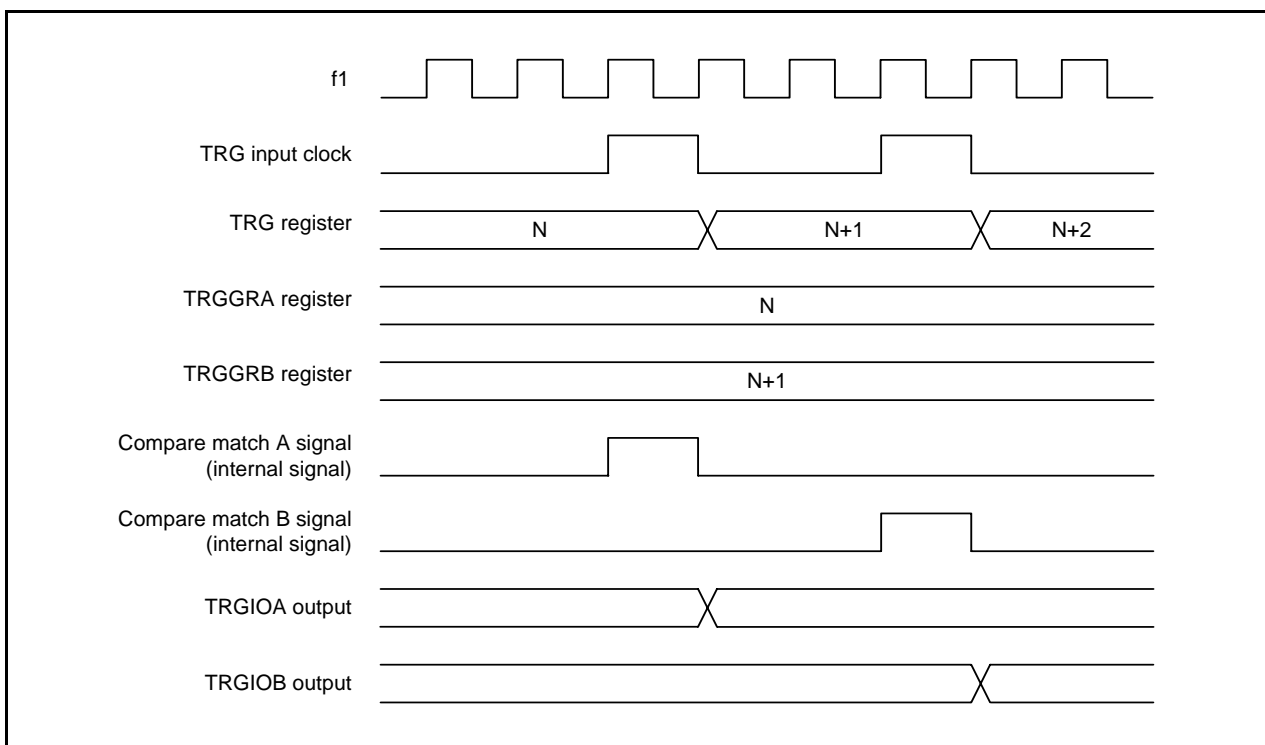 f1
TRG input clock
TRG register
N
N+1
N+2
TRGGRA register
N
TRGGRB register
N+1
Compare match A signal
(internal signal)
Compare match B signal
(internal signal)
TRGIOA output
TRGIOB output